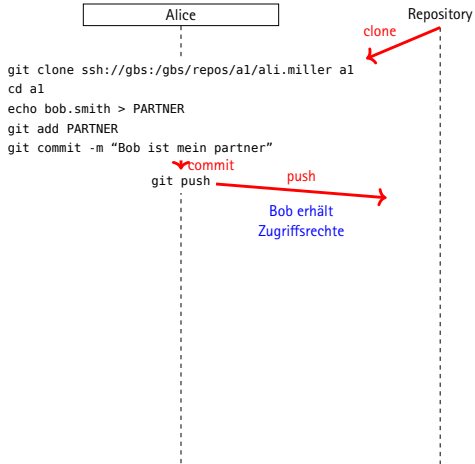 Alice
Repository
clone
git clone ssh://gbs:/gbs/repos/a1/ali.miller a1
cd a1
echo bob.smith > PARTNER
git add PARTNER
git commit -m “Bob ist mein partner”
commit
git push
push
Bob erhält
Zugriffsrechte